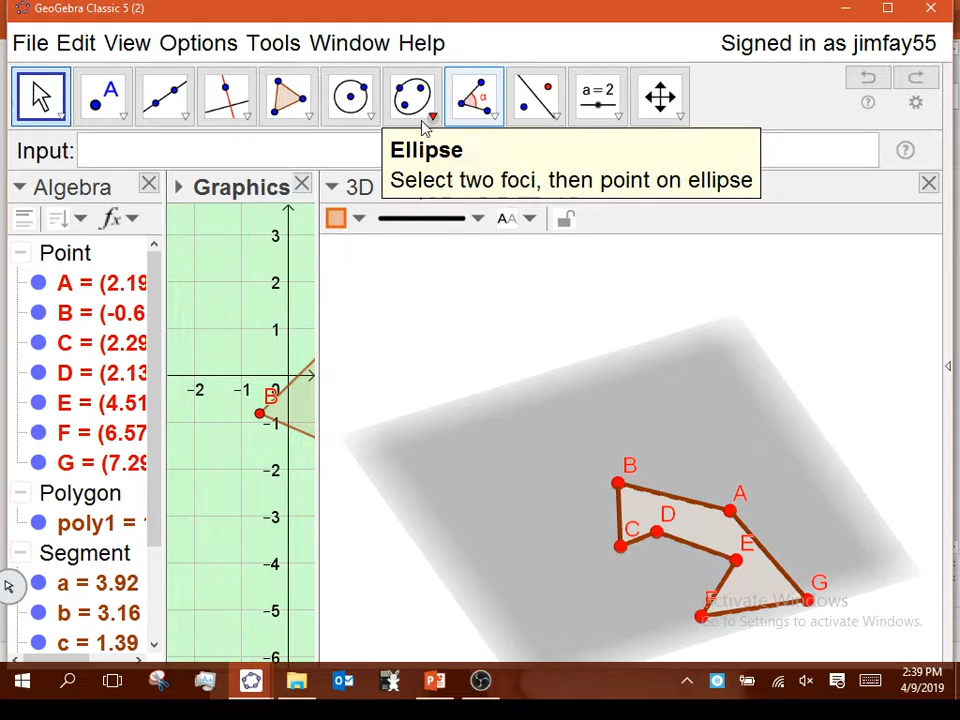 GeoGebra Classic 5 (2)
File Edit View Options Tools Window Help
Signed in as jimfay55
A
α
a = 2
Input:
Ellipse
Select two foci, then point on ellipse
Algebra
Graphics
3D
fx
AA
Point
A = (2.19
B = (-0.6
C = (2.29
D = (2.13
E = (4.51
F = (6.57
G = (7.29
Polygon
poly1 =
Segment
a = 3.92
b = 3.16
c = 1.39
3
2
1
-2 -1 0
B
-1
-2
-3
-4
-5
-6
B
A
D
C
E
G
F
Activate Windows
Go to Settings to activate Windows.
2:39 PM
4/9/2019